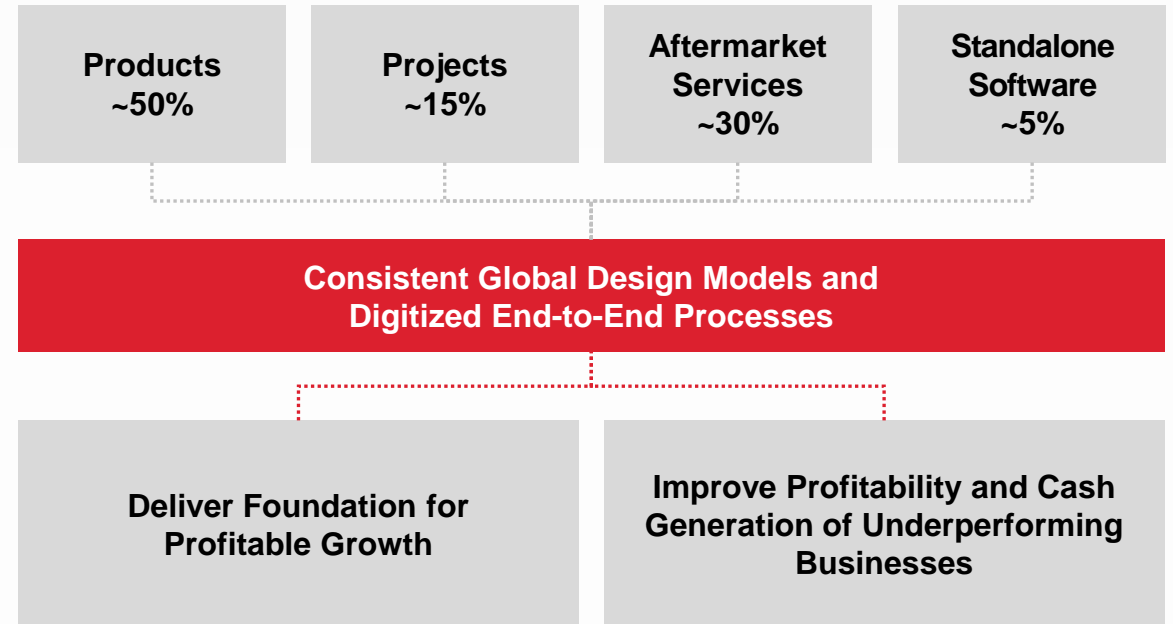 Products
~50%
Projects
~15%
Aftermarket
Services
~30%
Standalone
Software
~5%
Consistent Global Design Models and
Digitized End-to-End Processes
Deliver Foundation for
Profitable Growth
Improve Profitability and Cash
Generation of Underperforming
Businesses